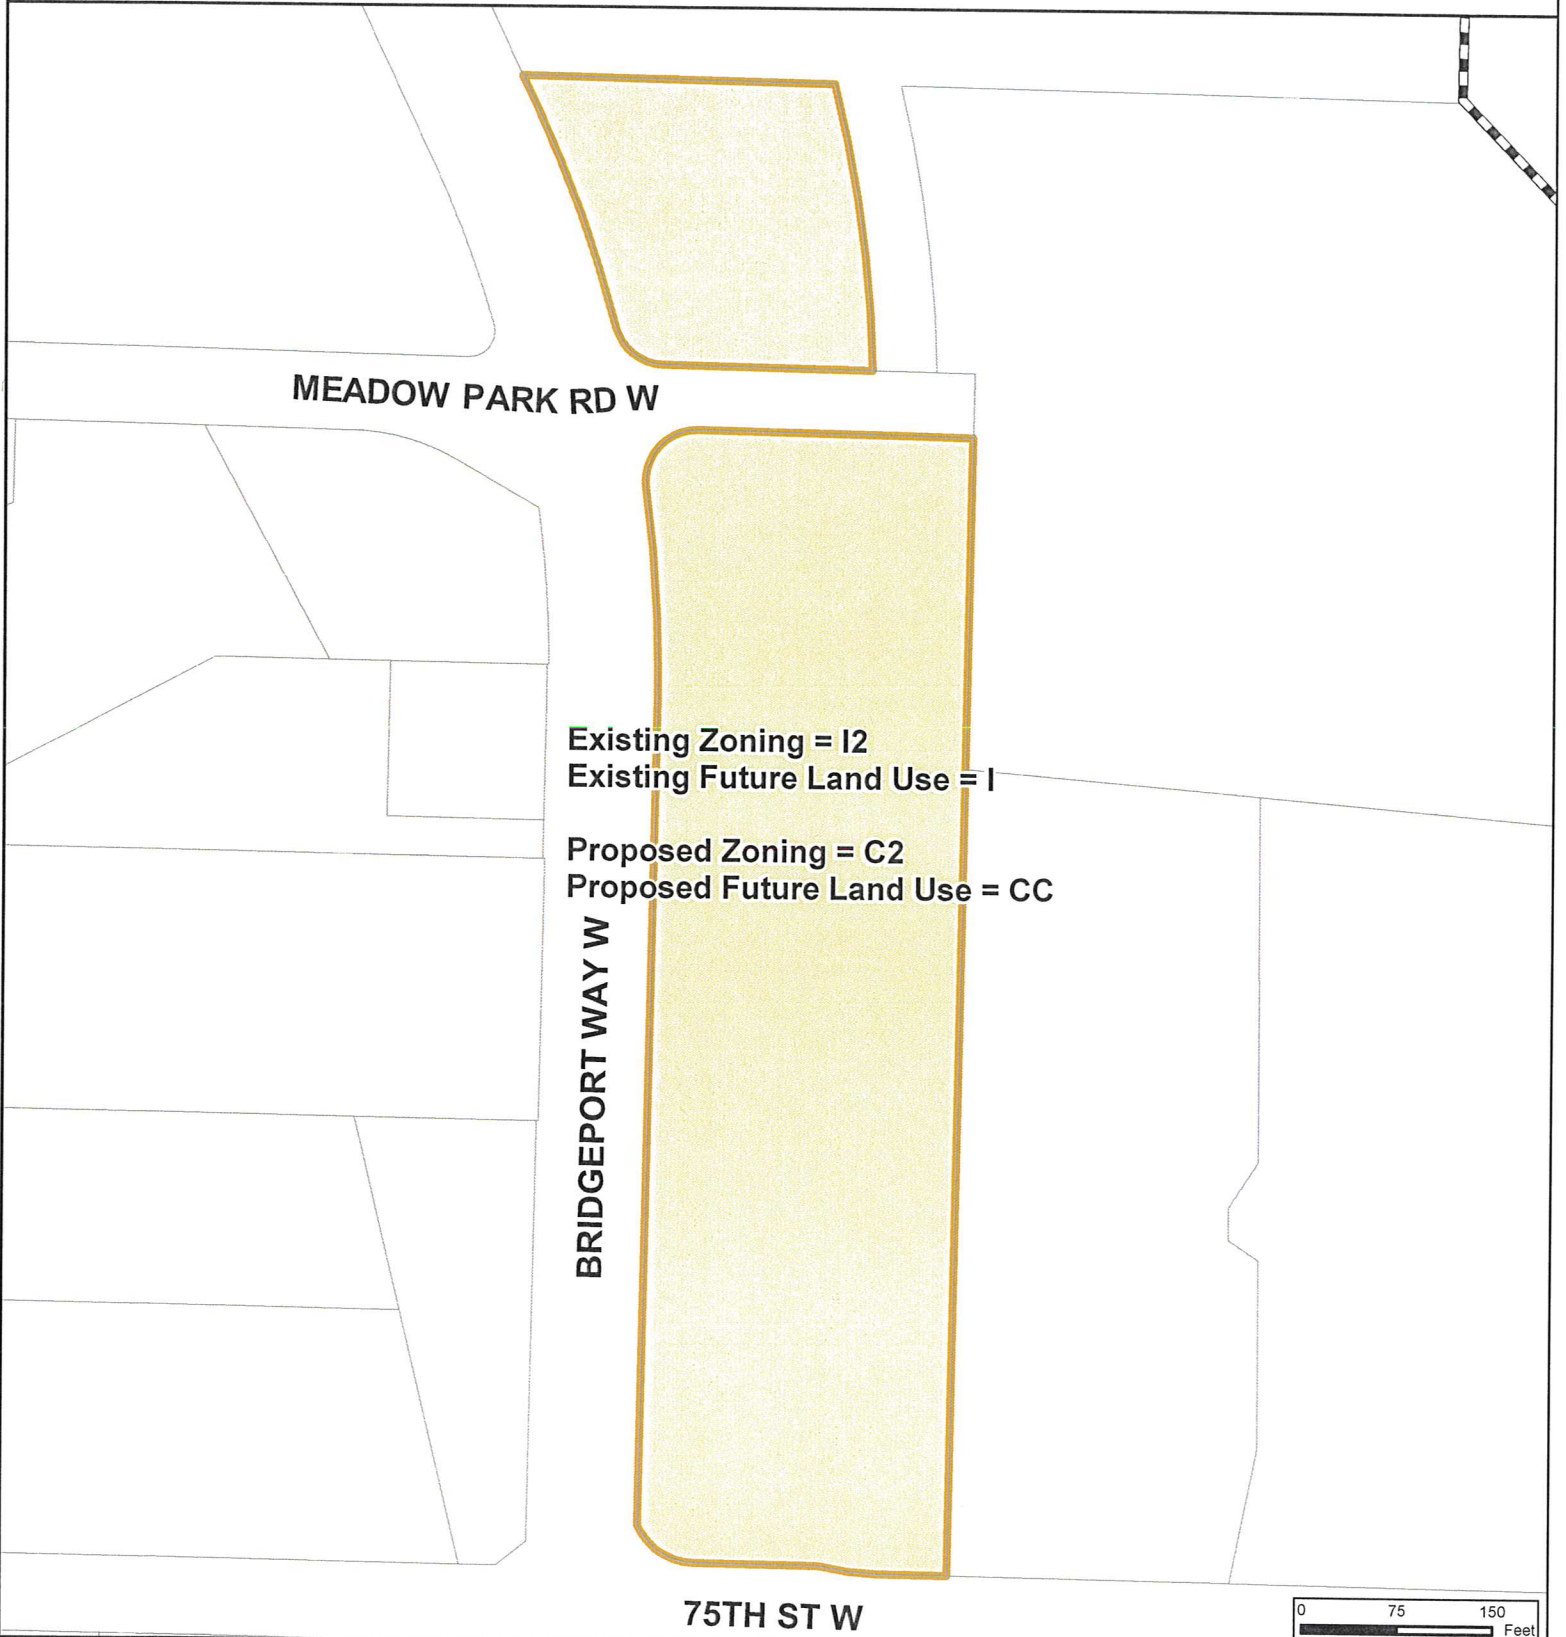 MEADOW PARK RD W
Existing Zoning = I2
Existing Future Land Use = I
Proposed Zoning = C2
Proposed Future Land Use = CC
BRIDGEPORT WAY W
75TH ST W
0 75 150
Feet